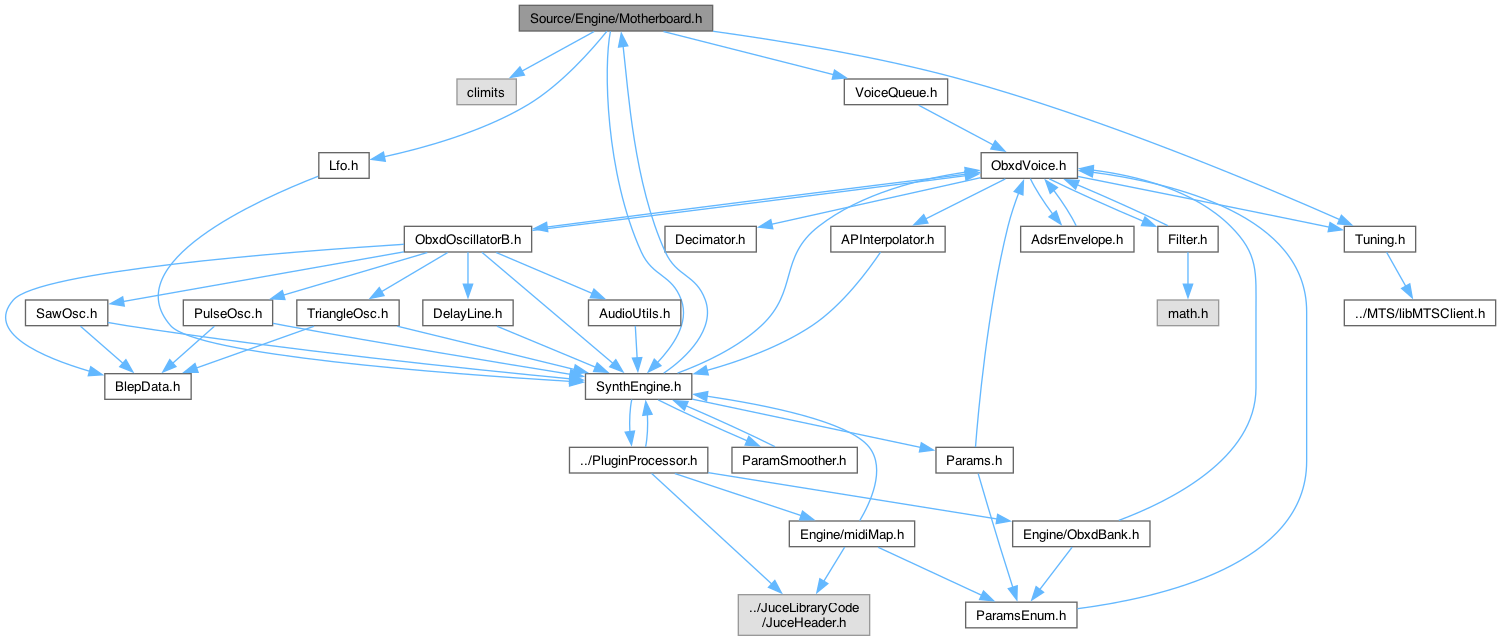 Source/Engine/Motherboard.h
climits
VoiceQueue.h
Lfo.h
ObxdVoice.h
ObxdOscillatorB.h
Decimator.h
APInterpolator.h
AdsrEnvelope.h
Filter.h
Tuning.h
SawOsc.h
PulseOsc.h
TriangleOsc.h
DelayLine.h
AudioUtils.h
math.h
../MTS/libMTSClient.h
BlepData.h
SynthEngine.h
../PluginProcessor.h
ParamSmoother.h
Params.h
Engine/midiMap.h
Engine/ObxdBank.h
../JuceLibraryCode
/JuceHeader.h
ParamsEnum.h